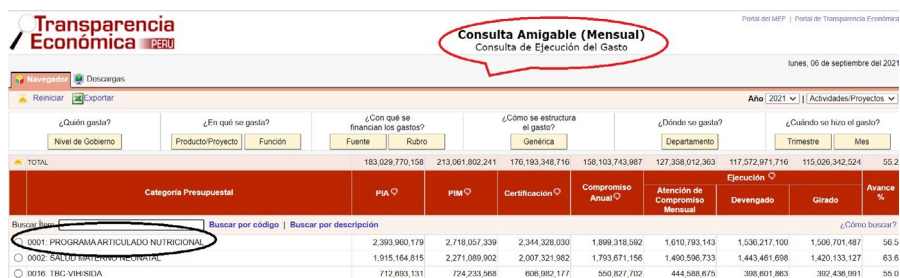 Transparencia
Económica PERU
Portal del MEF | Portal de Transparencia Económica
Consulta Amigable (Mensual)
Consulta de Ejecución del Gasto
lunes, 06 de septiembre del 2021
Navegador Descargas
Reiniciar Exportar
Año 2021 | Actividades/Proyectos
¿Quién gasta? ¿En qué se gasta? ¿Con qué se financian los gastos? ¿Cómo se estructura el gasto? ¿Dónde se gasta? ¿Cuándo se hizo el gasto?
Nivel de Gobierno Producto/Proyecto Función Fuente Rubro Genérica Departamento Trimestre Mes
TOTAL 183,029,770,158 213,061,802,241 176,193,348,716 158,103,743,987 127,358,012,363 117,572,971,716 115,026,342,524 55.2
Categoría Presupuestal PIA PIM Certificación Compromiso Anual Ejecución Avance %
Atención de Compromiso Mensual Devengado Girado
Buscar Ítem: Buscar por código | Buscar por descripción ¿Cómo buscar?
0001: PROGRAMA ARTICULADO NUTRICIONAL 2,393,960,179 2,718,057,339 2,344,328,030 1,899,318,592 1,610,793,143 1,536,217,100 1,506,701,487 56.5
0002: SALUD MATERNO NEONATAL 1,915,164,815 2,271,089,902 2,007,321,982 1,793,671,156 1,490,596,733 1,443,461,698 1,420,133,127 63.6
0016: TBC-VIH/SIDA 712,693,131 724,233,568 606,982,177 550,827,702 444,588,675 398,601,863 392,436,991 55.0